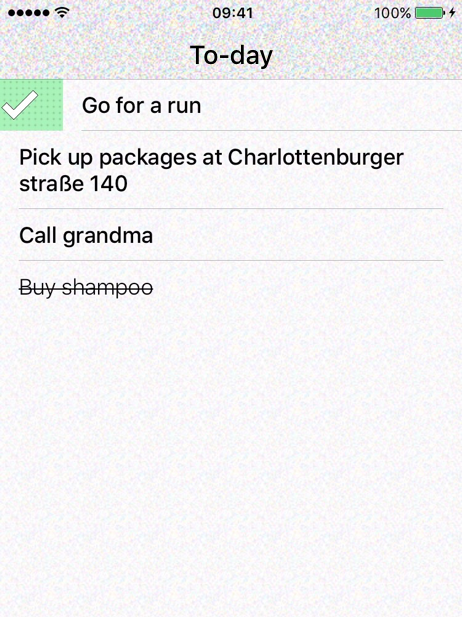 09:41 100%
To-day
Go for a run
Pick up packages at Charlottenburger
straße 140
Call grandma
Buy shampoo